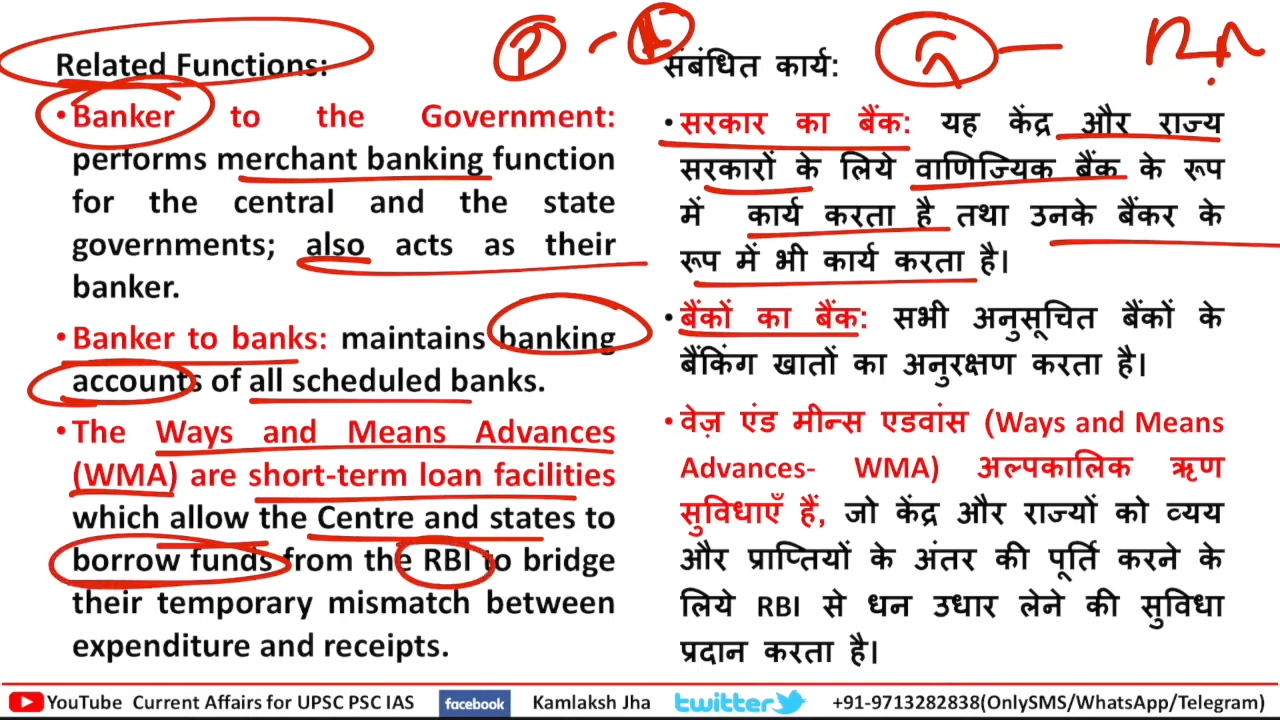 Related Functions:
•Banker to the Government:
performs merchant banking function
for the central and the state
governments; also acts as their
banker.
•Banker to banks: maintains banking
accounts of all scheduled banks.
•The Ways and Means Advances
(WMA) are short-term loan facilities
which allow the Centre and states to
borrow funds from the RBI to bridge
their temporary mismatch between
expenditure and receipts.
P
संबंधित कार्य:
•सरकार का बैंक: यह केंद्र और राज्य
सरकारों के लिये वाणिज्यिक बैंक के रूप
में कार्य करता है तथा उनके बैंकर के
रूप में भी कार्य करता है।
•बैंकों का बैंक: सभी अनुसूचित बैंकों के
बैंकिंग खातों का अनुरक्षण करता है।
•वेज़ एंड मीन्स एडवांस (Ways and Means
Advances- WMA) अल्पकालिक ऋण
सुविधाएँ हैं, जो केंद्र और राज्यों को व्यय
और प्राप्तियों के अंतर की पूर्ति करने के
लिये RBI से धन उधार लेने की सुविधा
प्रदान करता है।
YouTube Current Affairs for UPSC PSC IAS facebook Kamlaksh Jha twitter +91-9713282838(OnlySMS/WhatsApp/Telegram)